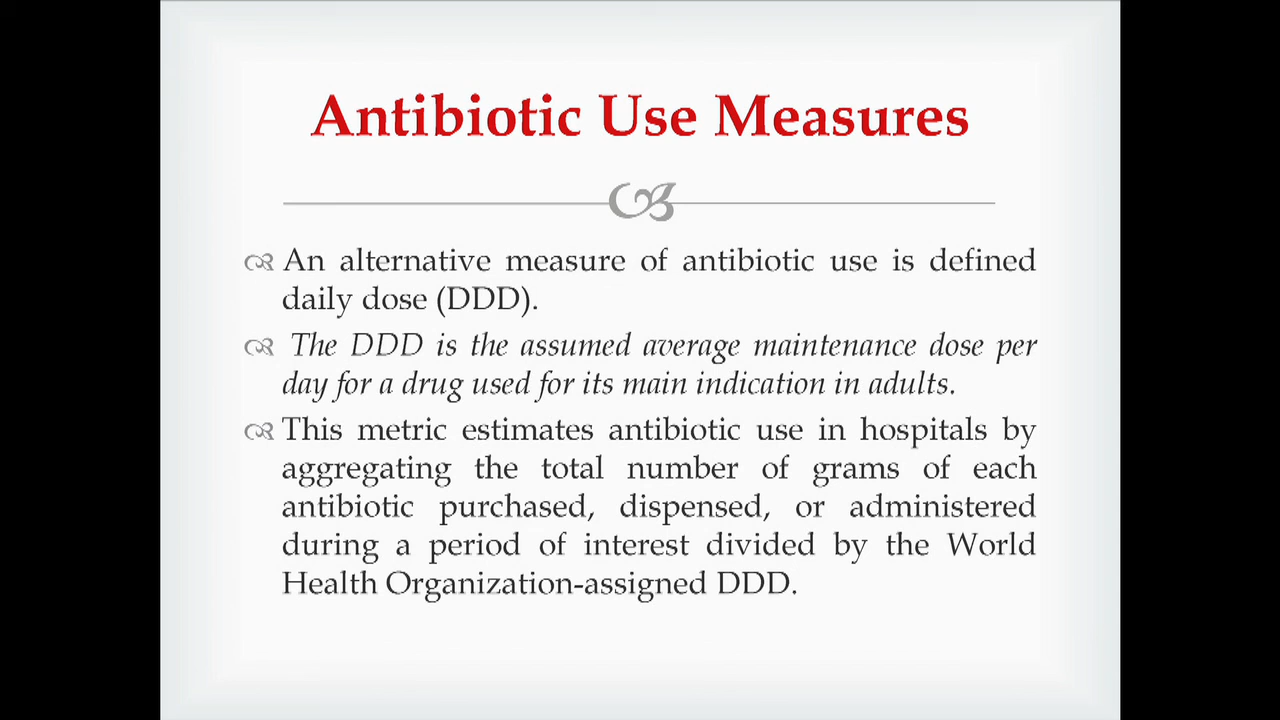 Antibiotic Use Measures
An alternative measure of antibiotic use is defined
daily dose (DDD).
The DDD is the assumed average maintenance dose per
day for a drug used for its main indication in adults.
This metric estimates antibiotic use in hospitals by
aggregating the total number of grams of each
antibiotic purchased, dispensed, or administered
during a period of interest divided by the World
Health Organization-assigned DDD.